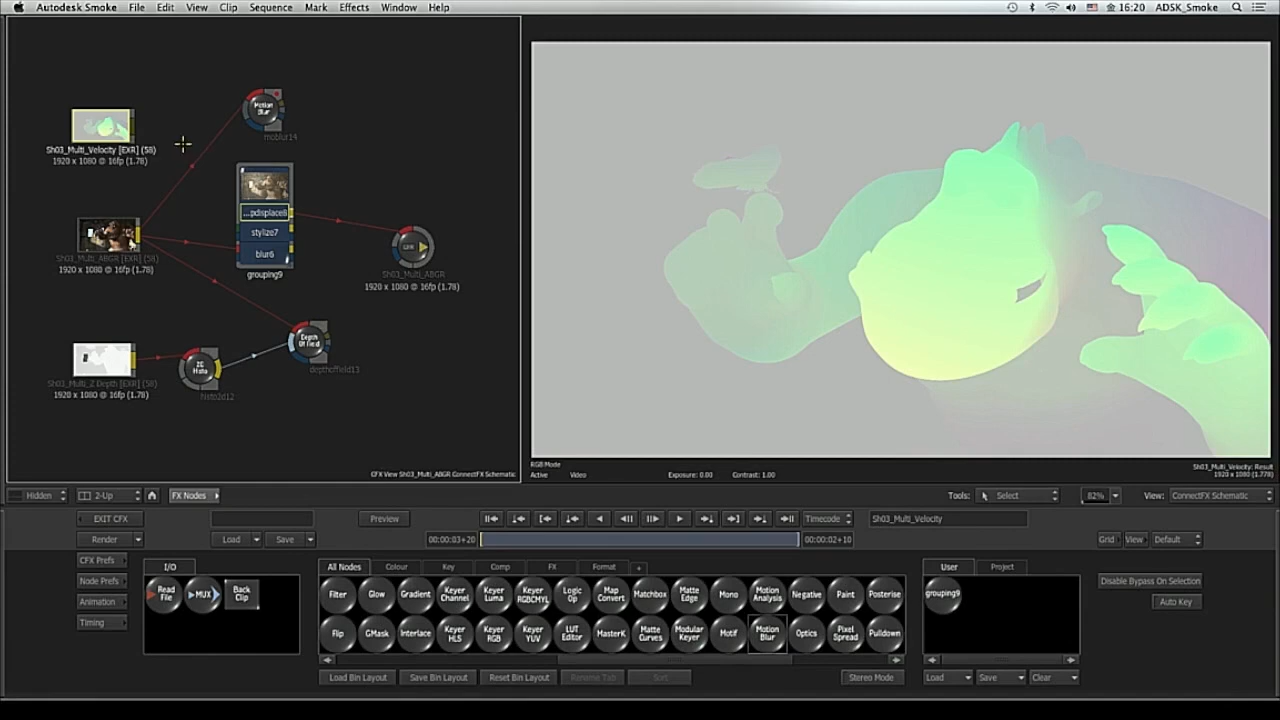 Autodesk Smoke File Edit View Clip Sequence Mark Effects Window Help
金 16:20 ADSK_Smoke
Motion Blur
moblur14
Sh03_Multi_Velocity [EXR] (58)
1920 x 1080 @ 16fp (1.78)
...pdisplace8
stylize7
blur6
grouping9
Sh03_Multi_ABGR [EXR] (58)
1920 x 1080 @ 16fp (1.78)
CFX
Sh03_Multi_ABGR
1920 x 1080 @ 16fp (1.78)
Depth Of Field
depthoffield13
2D Histo
histo2d12
Sh03_Multi_Z Depth [EXR] (58)
1920 x 1080 @ 16fp (1.78)
CFX View Sh03_Multi_ABGR ConnectFX Schematic
RGB Mode
Active Video Exposure: 0.00 Contrast: 1.00
Sh03_Multi_Velocity: Result
1920 x 1080 (1.778)
Hidden 2-Up FX Nodes Tools: Select 82% View: ConnectFX Schematic
EXIT CFX Preview Timecode Sh03_Multi_Velocity
Render Load Save 00:00:03+20 00:00:02+10 Grid View Default
CFX Prefs
Node Prefs
Animation
Timing
I/O
Read File MUX Back Clip
All Nodes Colour Key Comp FX Format +
Filter Glow Gradient Keyer Channel Keyer Luma Keyer RGBCMYL Logic Op Map Convert Matchbox Matte Edge Mono Motion Analysis Negative Paint Posterise
Flip GMask Interlace Keyer HLS Keyer RGB Keyer YUV LUT Editor MasterK Matte Curves Modular Keyer Motif Motion Blur Optics Pixel Spread Pulldown
Load Bin Layout Save Bin Layout Reset Bin Layout Rename Tab Sort Stereo Mode
User Project
grouping9
Load Save Clear
Disable Bypass On Selection
Auto Key